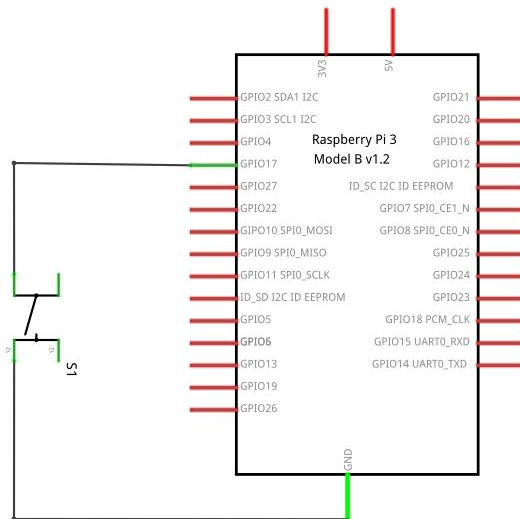 3V3
5V
GPIO2 SDA1 I2C
GPIO3 SCL1 I2C
GPIO4
GPIO17
GPIO27
GPIO22
GIPO10 SPI0_MOSI
GPIO9 SPI0_MISO
GPIO11 SPI0_SCLK
ID_SD I2C ID EEPROM
GPIO5
GPIO6
GPIO13
GPIO19
GPIO26
Raspberry Pi 3
Model B v1.2
GPIO21
GPIO20
GPIO16
GPIO12
ID_SC I2C ID EEPROM
GPIO7 SPI0_CE1_N
GPIO8 SPI0_CE0_N
GPIO25
GPIO24
GPIO23
GPIO18 PCM_CLK
GPIO15 UART0_RXD
GPIO14 UART0_TXD
GND
S1